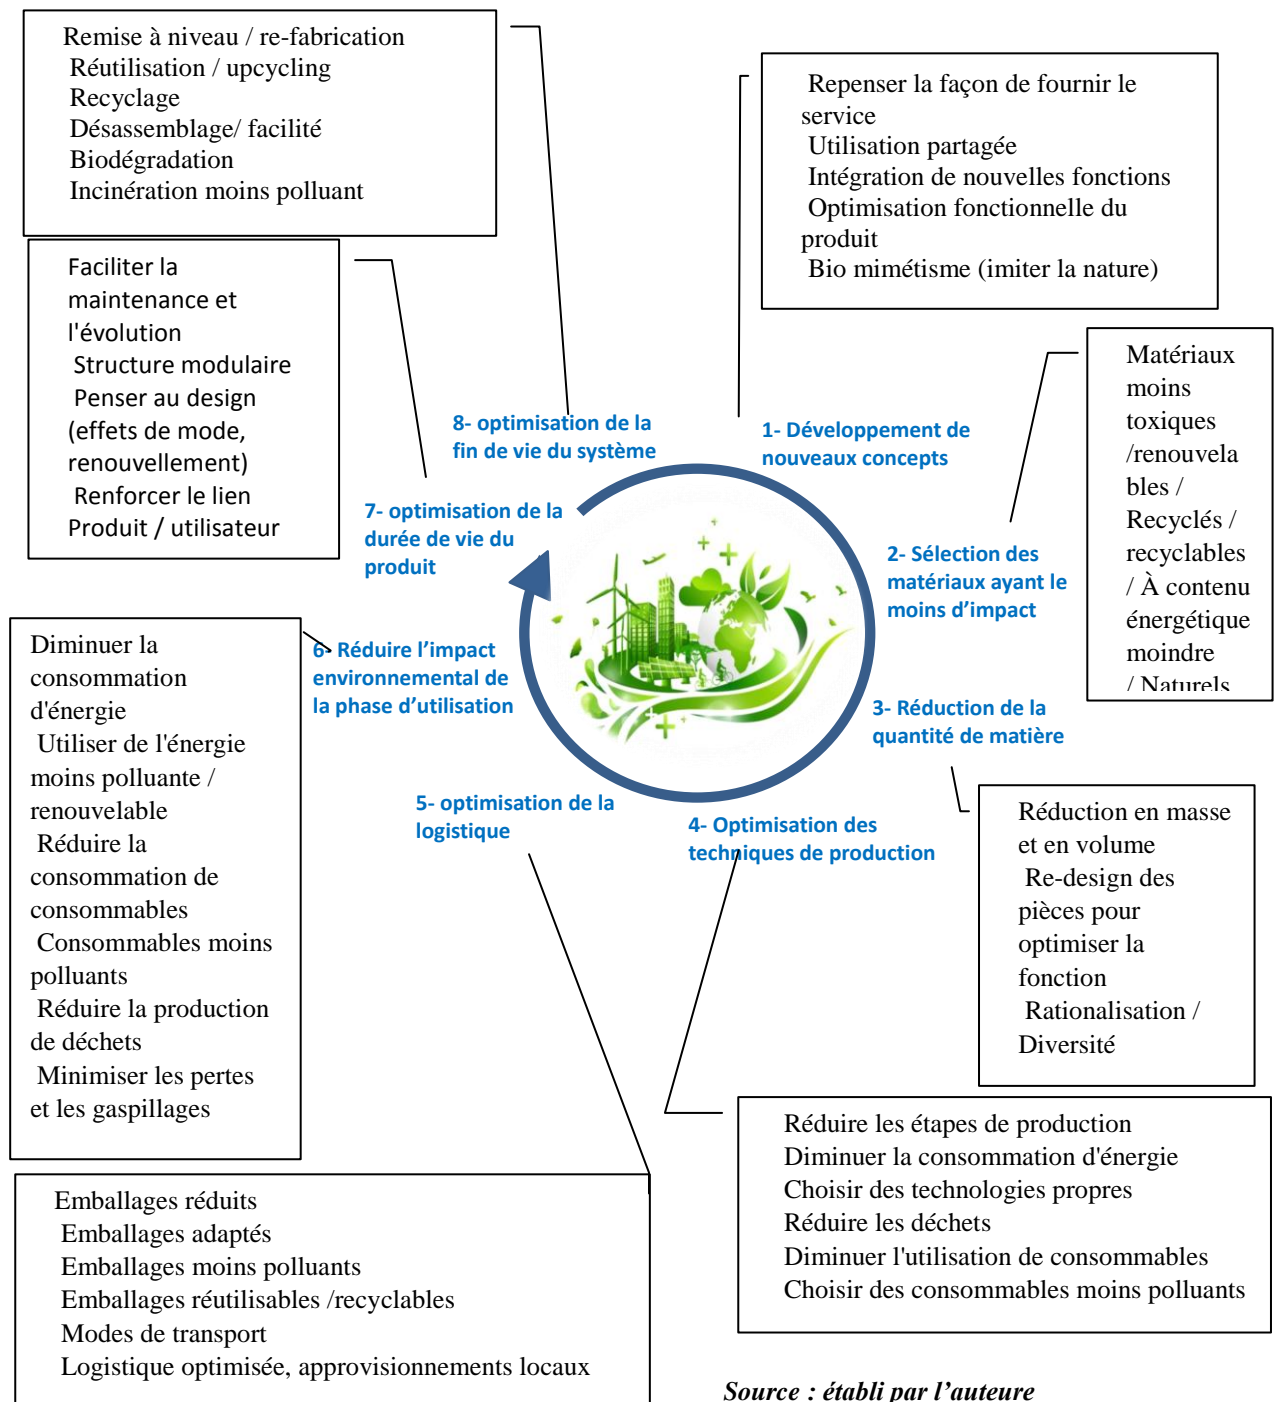 Remise à niveau / re-fabrication
Réutilisation / upcycling
Recyclage
Désassemblage/ facilité
Biodégradation
Incinération moins polluant
Repenser la façon de fournir le
service
Utilisation partagée
Intégration de nouvelles fonctions
Optimisation fonctionnelle du
produit
Bio mimétisme (imiter la nature)
Faciliter la
maintenance et
l'évolution
Structure modulaire
Penser au design
(effets de mode,
renouvellement)
Renforcer le lien
Produit / utilisateur
Matériaux
moins
toxiques
/renouvela
bles /
Recyclés /
recyclables
/ À contenu
énergétique
moindre
/ Naturels
8- optimisation de la
fin de vie du système
1- Développement de
nouveaux concepts
7- optimisation de la
durée de vie du
produit
2- Sélection des
matériaux ayant le
moins d’impact
6- Réduire l’impact
environnemental de
la phase d’utilisation
3- Réduction de la
quantité de matière
5- optimisation de la
logistique
4- Optimisation des
techniques de production
Diminuer la
consommation
d'énergie
Utiliser de l'énergie
moins polluante /
renouvelable
Réduire la
consommation de
consommables
Consommables moins
polluants
Réduire la production
de déchets
Minimiser les pertes
et les gaspillages
Réduction en masse
et en volume
Re-design des
pièces pour
optimiser la
fonction
Rationalisation /
Diversité
Réduire les étapes de production
Diminuer la consommation d'énergie
Choisir des technologies propres
Réduire les déchets
Diminuer l'utilisation de consommables
Choisir des consommables moins polluants
Emballages réduits
Emballages adaptés
Emballages moins polluants
Emballages réutilisables /recyclables
Modes de transport
Logistique optimisée, approvisionnements locaux
Source : établi par l’auteure